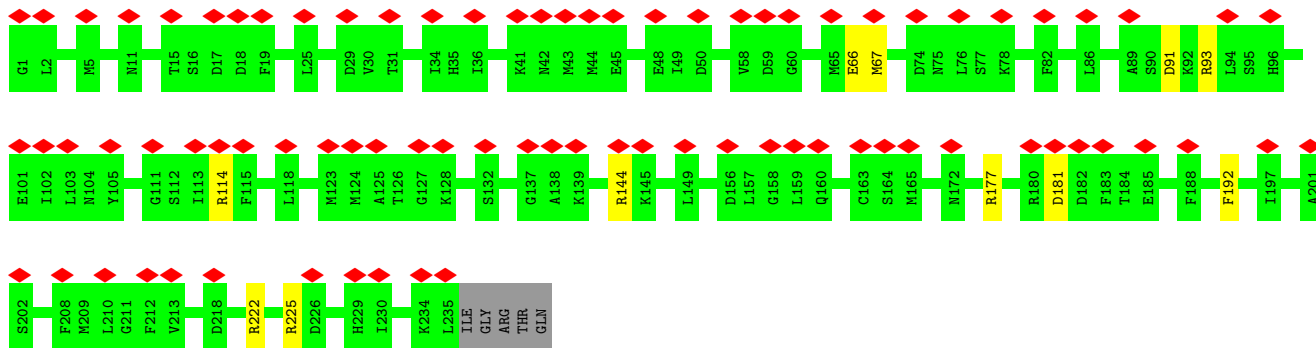 G1 L2 M5 N11 T15 S16 D17 D18 F19 L25 D29 V30 T31 I34 H35 I36 K41 N42 M43 M44 E45 E48 I49 D50 V58 D59 G60 M65 E66 M67 D74 N75 L76 S77 K78 F82 L86 A89 S90 D91 K92 R93 L94 S95 H96
E101 I102 L103 N104 Y105 G111 S112 I113 R114 F115 L118 M123 M124 A125 T126 G127 K128 S132 G137 A138 K139 R144 K145 L149 D156 L157 G158 L159 Q160 C163 S164 M165 N172 R177 R180 D181 D182 F183 T184 E185 F188 F192 I197 A201
S202 F208 M209 L210 G211 F212 V213 D218 R222 R225 D226 H229 I230 K234 L235 ILE GLY ARG THR GLN